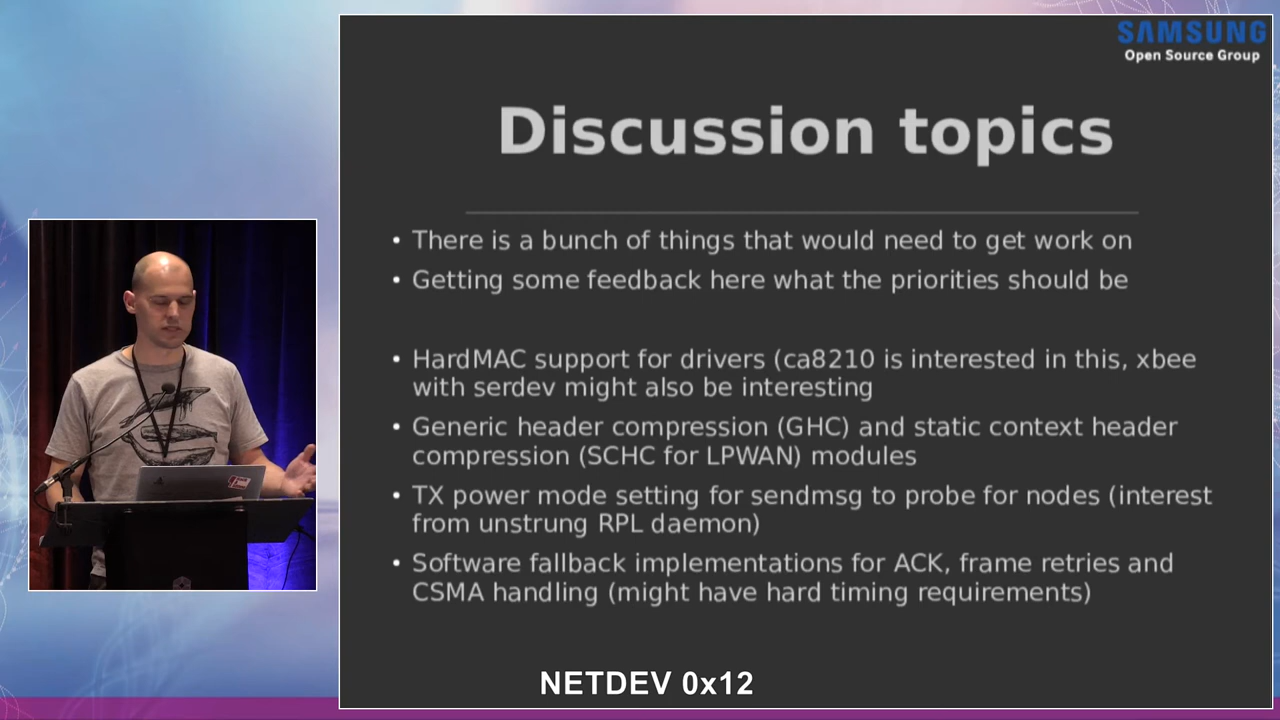 SAMSUNG
Open Source Group
Discussion topics
• There is a bunch of things that would need to get work on
• Getting some feedback here what the priorities should be
• HardMAC support for drivers (ca8210 is interested in this, xbee
with serdev might also be interesting
• Generic header compression (GHC) and static context header
compression (SCHC for LPWAN) modules
• TX power mode setting for sendmsg to probe for nodes (interest
from unstrung RPL daemon)
• Software fallback implementations for ACK, frame retries and
CSMA handling (might have hard timing requirements)
NETDEV 0x12